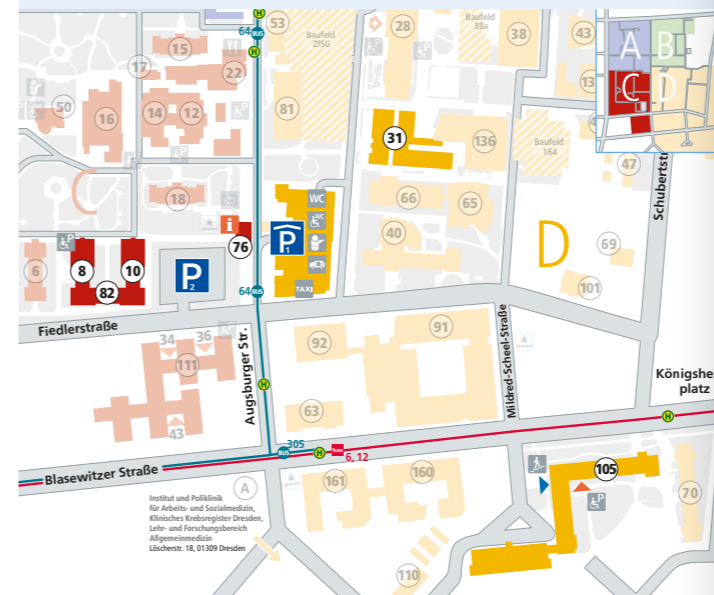 64 BUS
H
H
53
Baufeld
ZfSG
28
Baufeld
38a
38
43
A
B
C
D
15
17
22
50
16
14
12
81
31
136
Baufeld
164
47
C
18
66
65
40
WC
WC
i
76
P
1
D
69
101
Schubertstr
6
8
10
82
P
2
TAXI
64 BUS
Fiedlerstraße
34
36
111
43
Augsburger Str.
H
92
91
63
Mildred-Scheel-Straße
Königshe
platz
H
305
BUS
H
6, 12
Blasewitzer Straße
A
161
160
105
P
70
110
Institut und Poliklinik
für Arbeits- und Sozialmedizin,
Klinisches Krebsregister Dresden,
Lehr- und Forschungsbereich
Allgemeinmedizin
Löscherstr. 18, 01309 Dresden